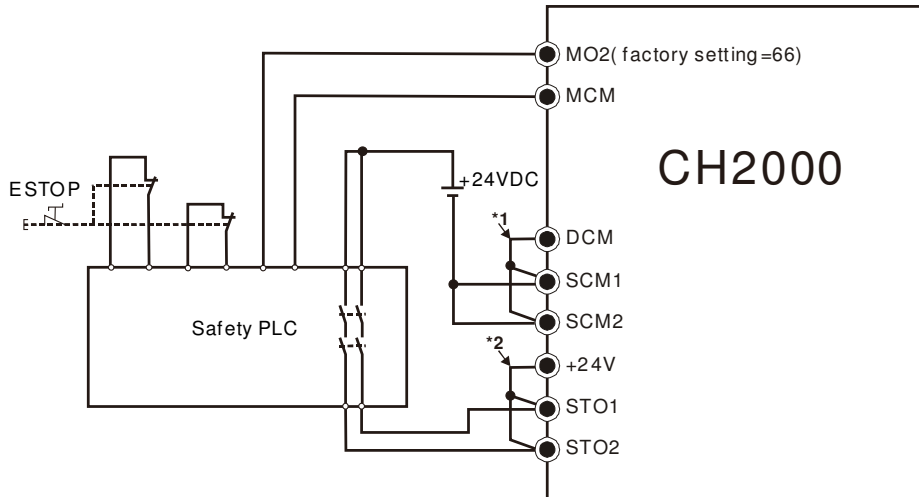 MO2( factory setting=66)
MCM
CH2000
ESTOP
+24VDC
*1
DCM
SCM1
Safety PLC
SCM2
*2
+24V
STO1
STO2